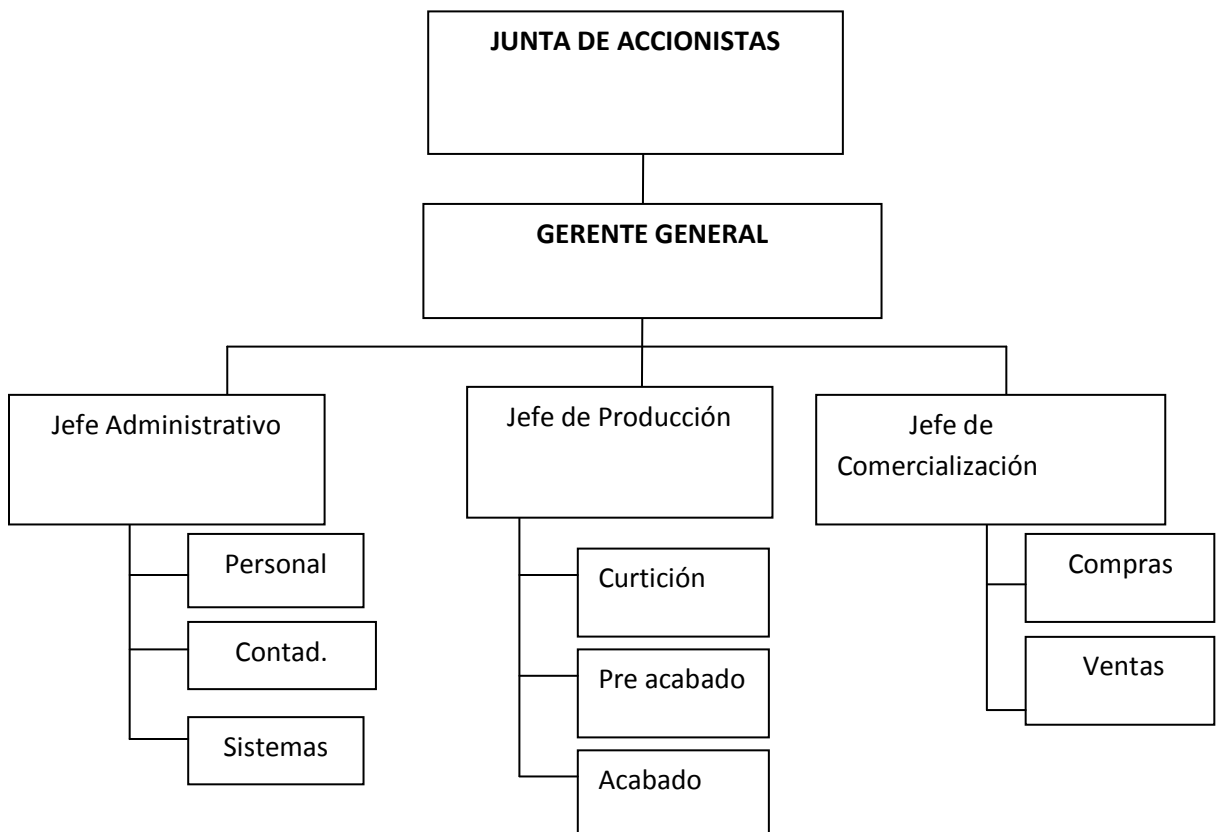 JUNTA DE ACCIONISTAS
GERENTE GENERAL
Jefe Administrativo
Jefe de Producción
Jefe de
Comercialización
Personal
Contad.
Sistemas
Curtición
Pre acabado
Acabado
Compras
Ventas